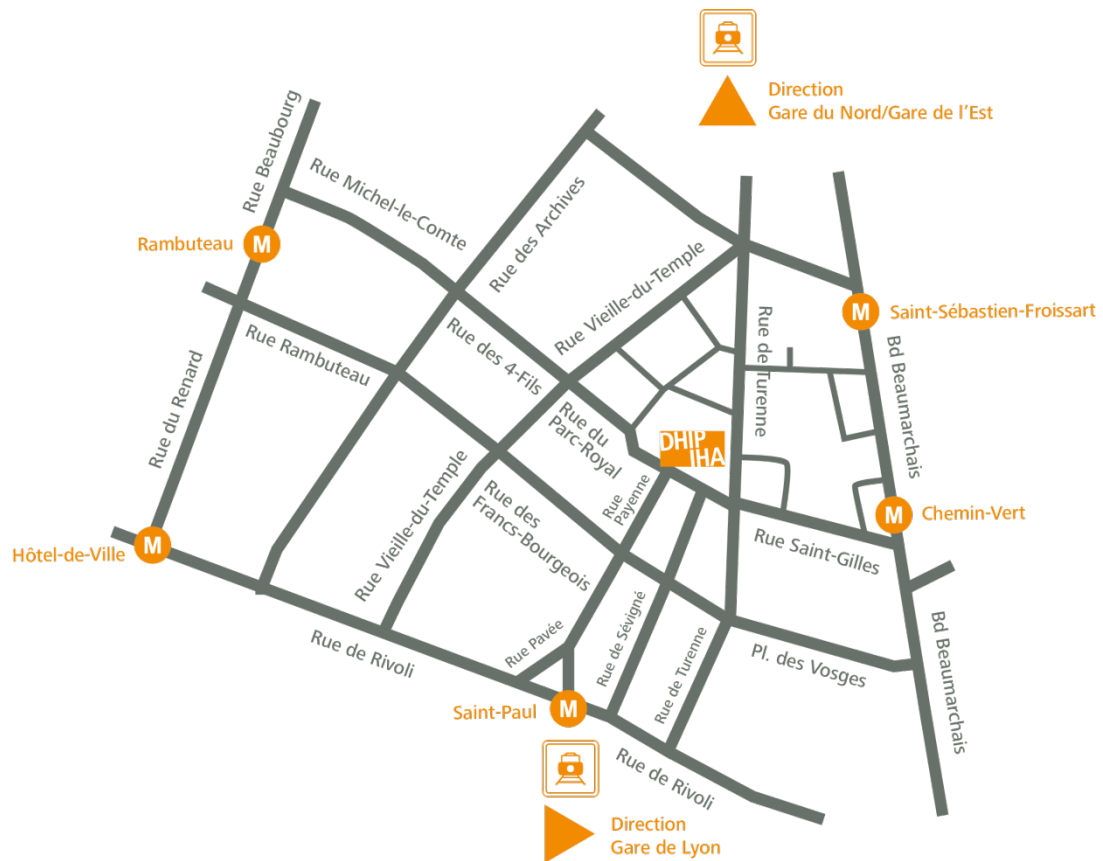 Direction
Gare du Nord/Gare de l'Est
Rue Beaubourg
Rue Michel-le-Comte
Rue des Archives
Rambuteau
M
Rue Vieille-du-Temple
M
Saint-Sébastien-Froissart
Rue Rambuteau
Rue des 4-Fils
Rue de Turenne
Bd Beaumarchais
Rue du Renard
Rue du
Parc-Royal
DHIP
IHA
Rue Vieille-du-Temple
Rue des
Francs-Bourgeois
Rue
Payenne
M
Chemin-Vert
Rue Saint-Gilles
Hôtel-de-Ville
M
Rue de Rivoli
Rue Pavée
Rue de Sévigné
Rue de Turenne
Pl. des Vosges
Bd Beaumarchais
Saint-Paul
M
Rue de Rivoli
Direction
Gare de Lyon